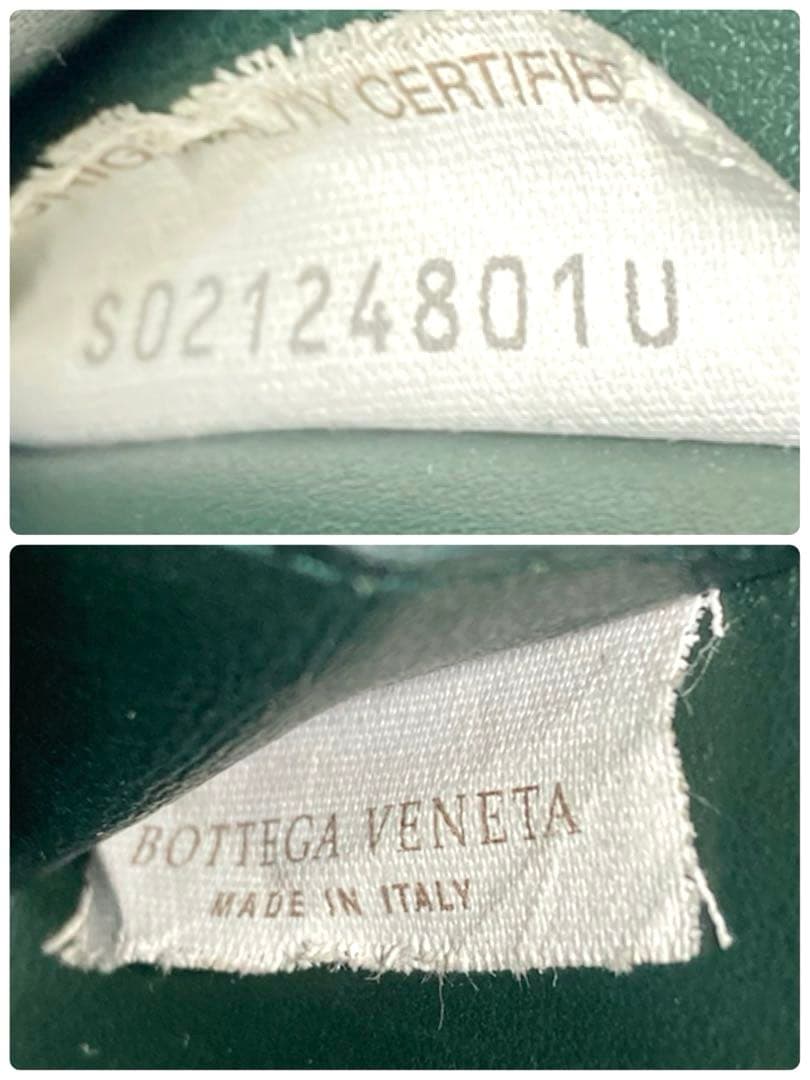 CERTIFIED
S02124801U
BOTTEGA VENETA
MADE IN ITALY